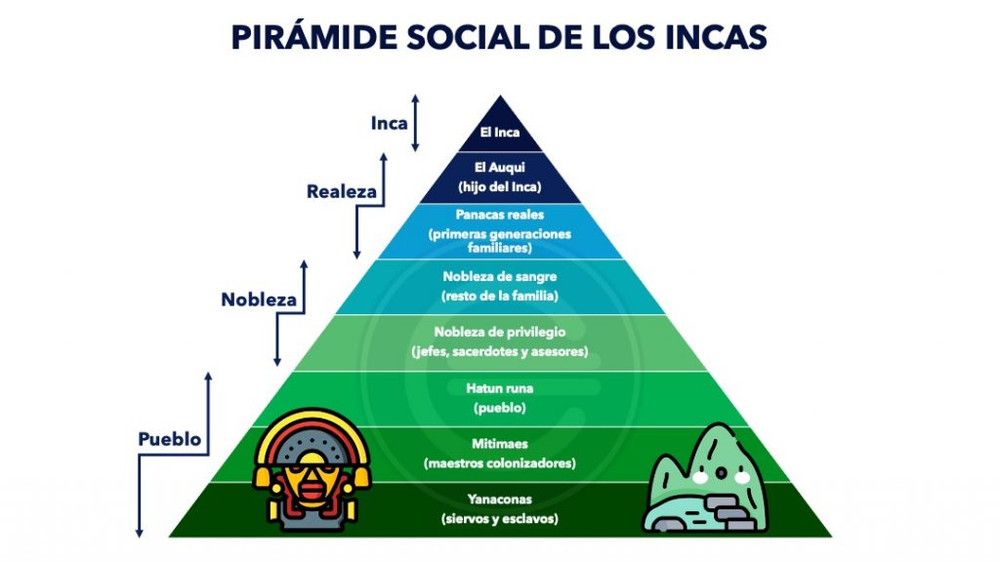 PIRÁMIDE SOCIAL DE LOS INCAS
Inca
El Inca
Realeza
El Auqui
(hijo del Inca)
Panacas reales
(primeras generaciones
familiares)
Nobleza
Nobleza de sangre
(resto de la familia)
Nobleza de privilegio
(jefes, sacerdotes y asesores)
Pueblo
Hatun runa
(pueblo)
Mitimaes
(maestros colonizadores)
Yanaconas
(siervos y esclavos)